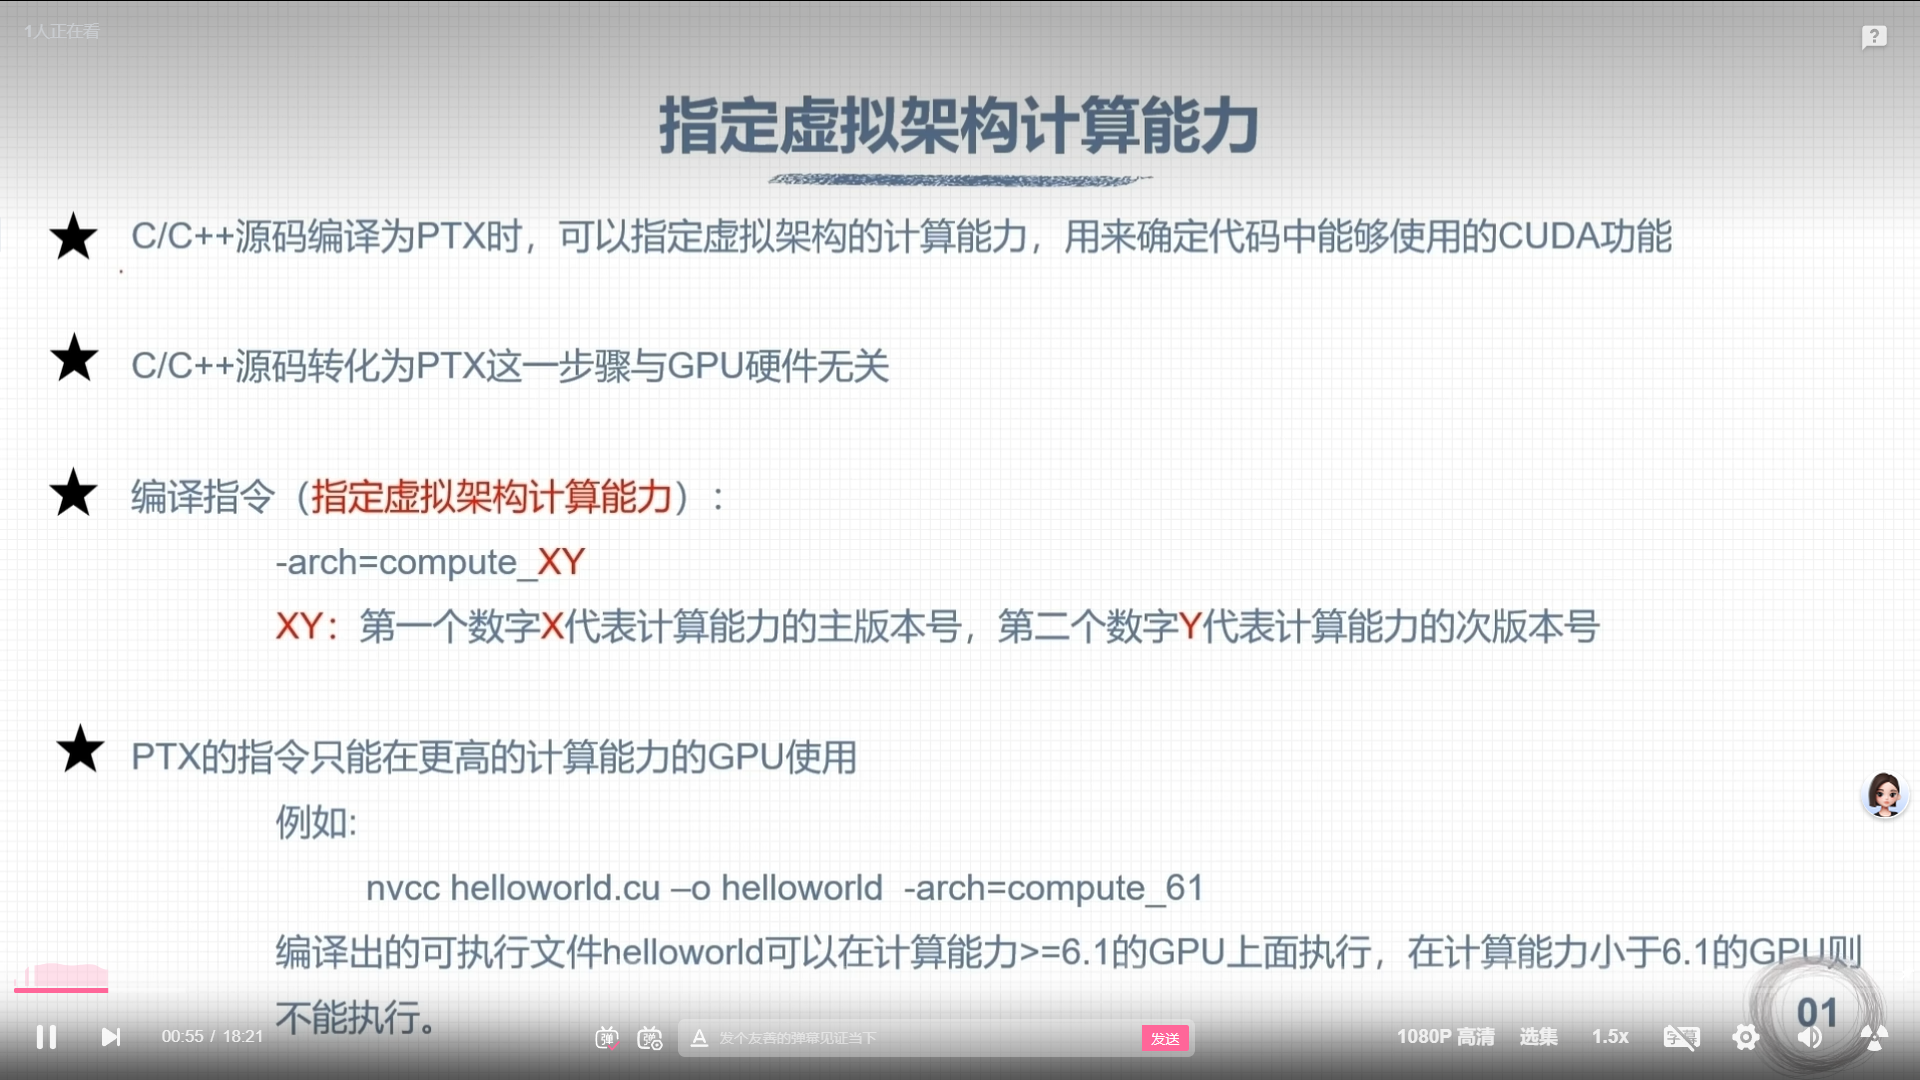 1人正在看
指定虚拟架构计算能力
★ C/C++源码编译为PTX时，可以指定虚拟架构的计算能力，用来确定代码中能够使用的CUDA功能
★ C/C++源码转化为PTX这一步骤与GPU硬件无关
★ 编译指令（指定虚拟架构计算能力）:
-arch=compute_XY
XY：第一个数字X代表计算能力的主版本号，第二个数字Y代表计算能力的次版本号
★ PTX的指令只能在更高的计算能力的GPU使用
例如:
nvcc helloworld.cu –o helloworld -arch=compute_61
编译出的可执行文件helloworld可以在计算能力>=6.1的GPU上面执行，在计算能力小于6.1的GPU则
不能执行。
01
00:55 / 18:21
弹 弹 A 发个友善的弹幕见证当下 发送 1080P 高清 选集 1.5x 字幕